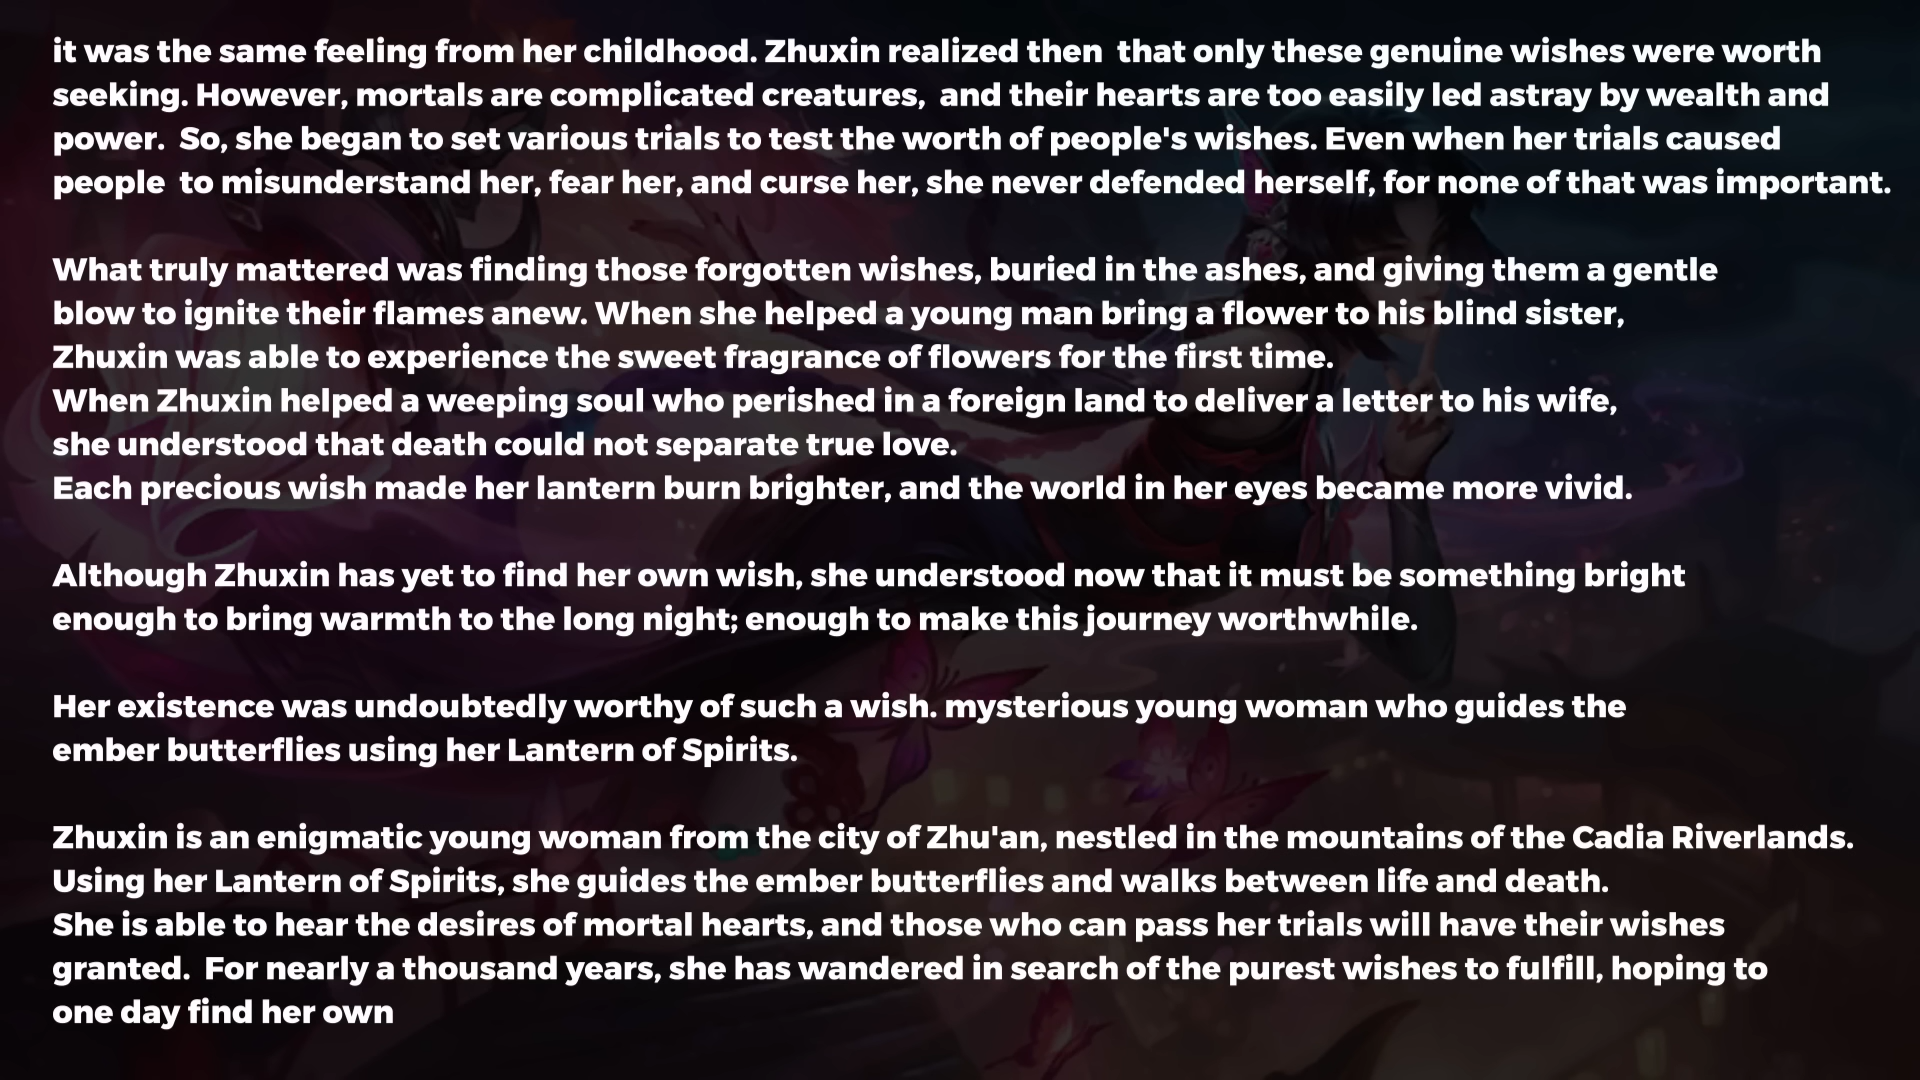 it was the same feeling from her childhood. Zhuxin realized then  that only these genuine wishes were worth
seeking. However, mortals are complicated creatures,  and their hearts are too easily led astray by wealth and
power.  So, she began to set various trials to test the worth of people's wishes. Even when her trials caused
people  to misunderstand her, fear her, and curse her, she never defended herself, for none of that was important.
What truly mattered was finding those forgotten wishes, buried in the ashes, and giving them a gentle
blow to ignite their flames anew. When she helped a young man bring a flower to his blind sister,
Zhuxin was able to experience the sweet fragrance of flowers for the first time.
When Zhuxin helped a weeping soul who perished in a foreign land to deliver a letter to his wife,
she understood that death could not separate true love.
Each precious wish made her lantern burn brighter, and the world in her eyes became more vivid.
Although Zhuxin has yet to find her own wish, she understood now that it must be something bright
enough to bring warmth to the long night; enough to make this journey worthwhile.
Her existence was undoubtedly worthy of such a wish. mysterious young woman who guides the
ember butterflies using her Lantern of Spirits.
Zhuxin is an enigmatic young woman from the city of Zhu'an, nestled in the mountains of the Cadia Riverlands.
Using her Lantern of Spirits, she guides the ember butterflies and walks between life and death.
She is able to hear the desires of mortal hearts, and those who can pass her trials will have their wishes
granted.  For nearly a thousand years, she has wandered in search of the purest wishes to fulfill, hoping to
one day find her own